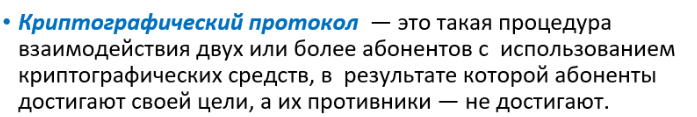 • Криптографический протокол — это такая процедура
взаимодействия двух или более абонентов с использованием
криптографических средств, в результате которой абоненты
достигают своей цели, а их противники — не достигают.